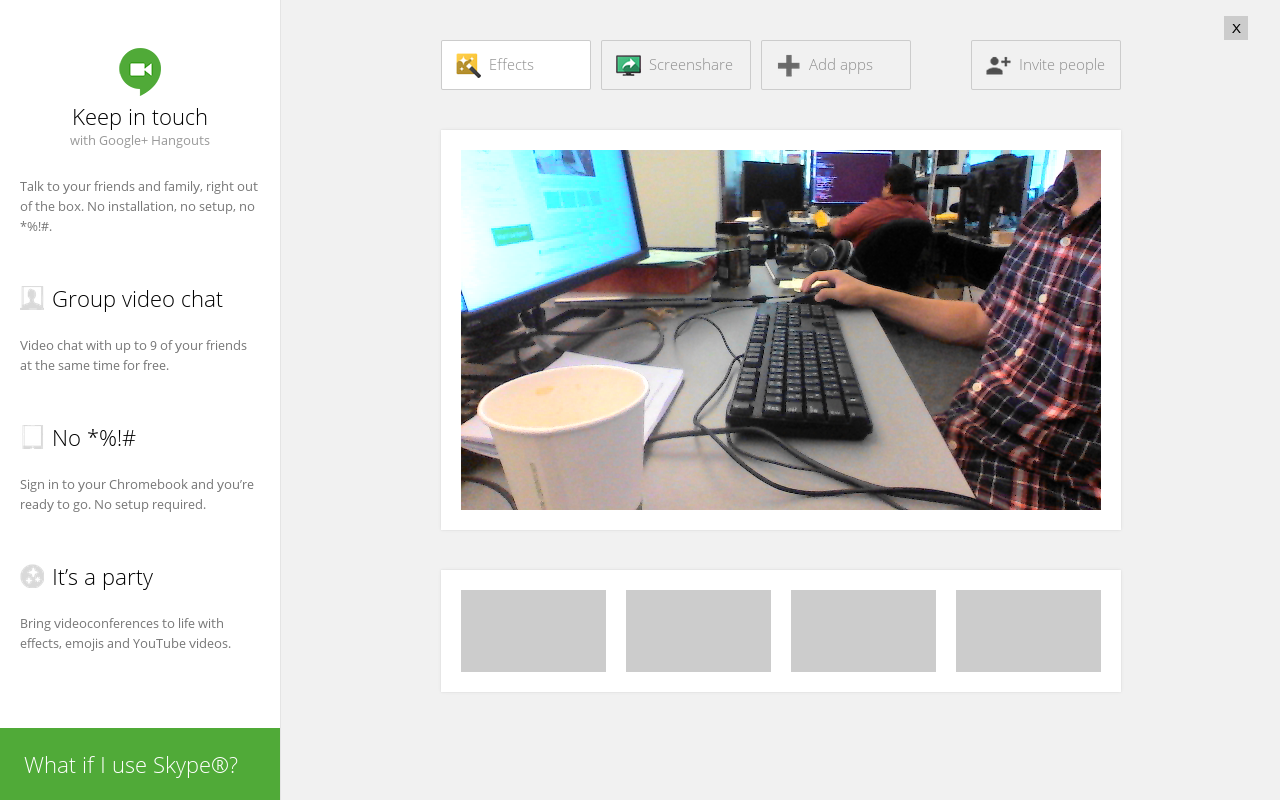 Keep in touch
with Google+ Hangouts
Talk to your friends and family, right out
of the box. No installation, no setup, no
*%!#.
Group video chat
Video chat with up to 9 of your friends
at the same time for free.
No *%!#
Sign in to your Chromebook and you’re
ready to go. No setup required.
It’s a party
Bring videoconferences to life with
effects, emojis and YouTube videos.
What if I use Skype®?
Effects
Screenshare
Add apps
Invite people
X